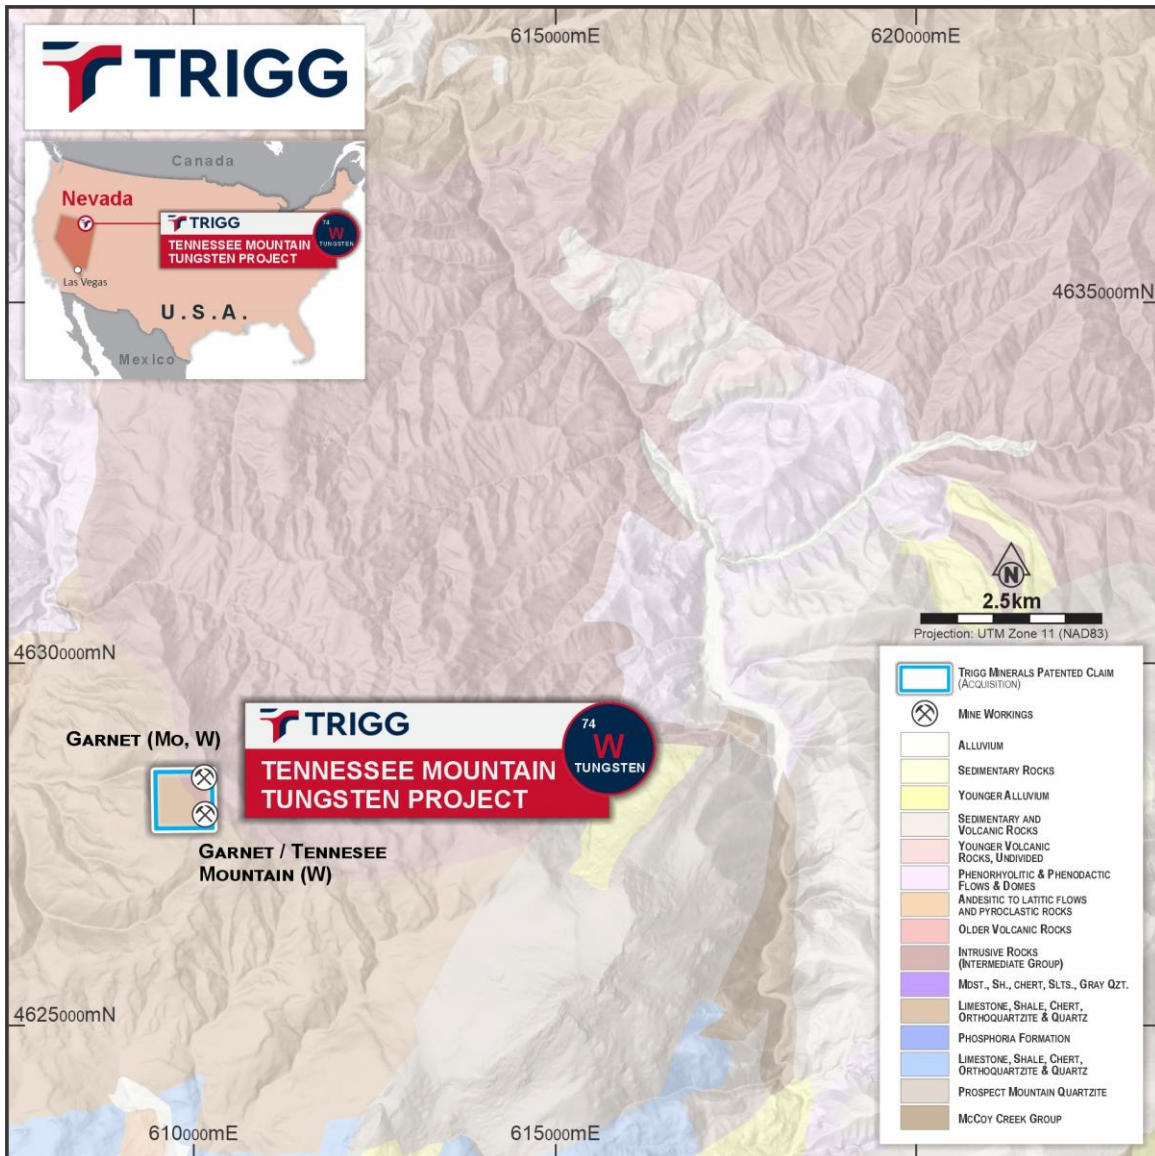 615000mE
620000mE
TRIGG
Canada
Nevada
TRIGG
74
W
TUNGSTEN
TENNESSEE MOUNTAIN
TUNGSTEN PROJECT
Las Vegas
U.S.A.
Mexico
4635000mN
N
2.5km
Projection: UTM Zone 11 (NAD83)
4630000mN
GARNET (MO, W)
TRIGG
74
W
TUNGSTEN
TENNESSEE MOUNTAIN
TUNGSTEN PROJECT
GARNET / TENNESEE
MOUNTAIN (W)
TRIGG MINERALS PATENTED CLAIM
(ACQUISITION)
MINE WORKINGS
ALLUVIUM
SEDIMENTARY ROCKS
YOUNGER ALLUVIUM
SEDIMENTARY AND
VOLCANIC ROCKS
YOUNGER VOLCANIC
ROCKS, UNDIVIDED
PHENORHYOLITIC & PHENODACTIC
FLOWS & DOMES
ANDESITIC TO LATITIC FLOWS
AND PYROCLASTIC ROCKS
OLDER VOLCANIC ROCKS
INTRUSIVE ROCKS
(INTERMEDIATE GROUP)
MDST., SH., CHERT, SLTS., GRAY QZT.
LIMESTONE, SHALE, CHERT,
ORTHOQUARTZITE & QUARTZ
PHOSPHORIA FORMATION
LIMESTONE, SHALE, CHERT,
ORTHOQUARTZITE & QUARTZ
PROSPECT MOUNTAIN QUARTZITE
MCCOY CREEK GROUP
4625000mN
610000mE
615000mE